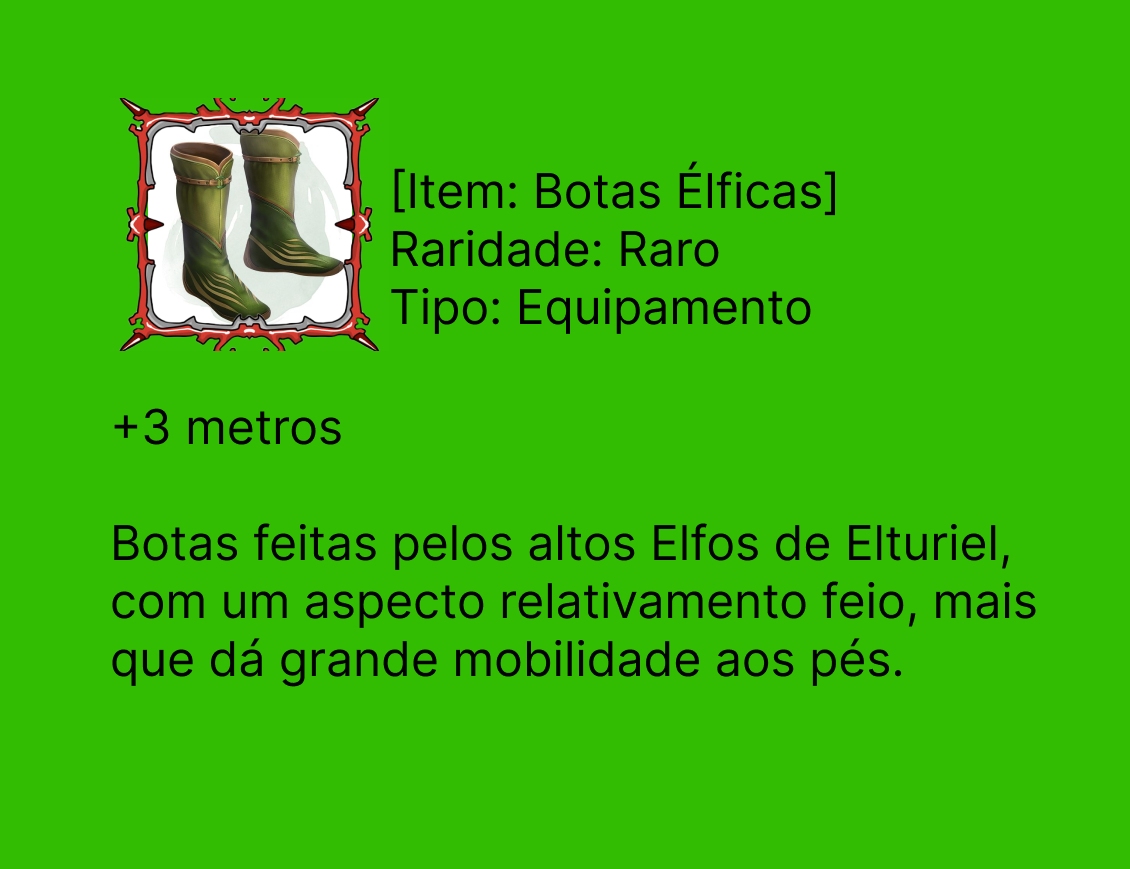 [Item: Botas Élficas]
Raridade: Raro
Tipo: Equipamento
+3 metros
Botas feitas pelos altos Elfos de Elturiel,
com um aspecto relativamento feio, mais
que dá grande mobilidade aos pés.